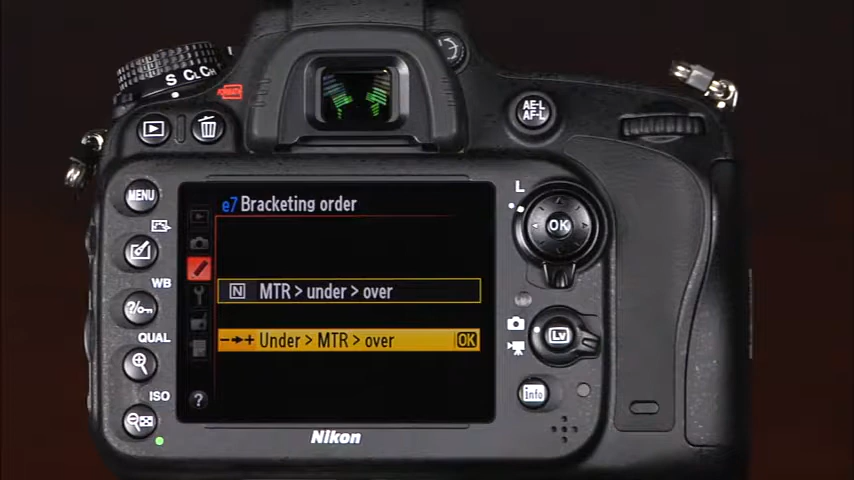 S CL CH
FORMAT
AE-L
AF-L
MENU
L
OK
e7 Bracketing order
WB
N MTR > under > over
?/
QUAL
Under > MTR > over OK
Lv
ISO
info
?
Nikon